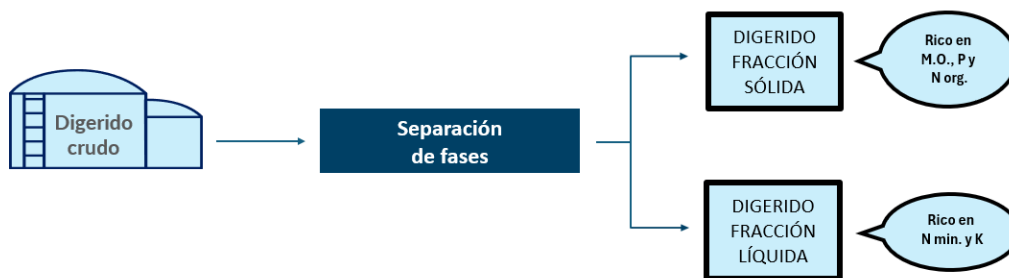 Digerido
crudo
Separación
de fases
DIGERIDO
FRACCIÓN
SÓLIDA
Rico en
M.O., P y
N org.
DIGERIDO
FRACCIÓN
LÍQUIDA
Rico en
N min. y K